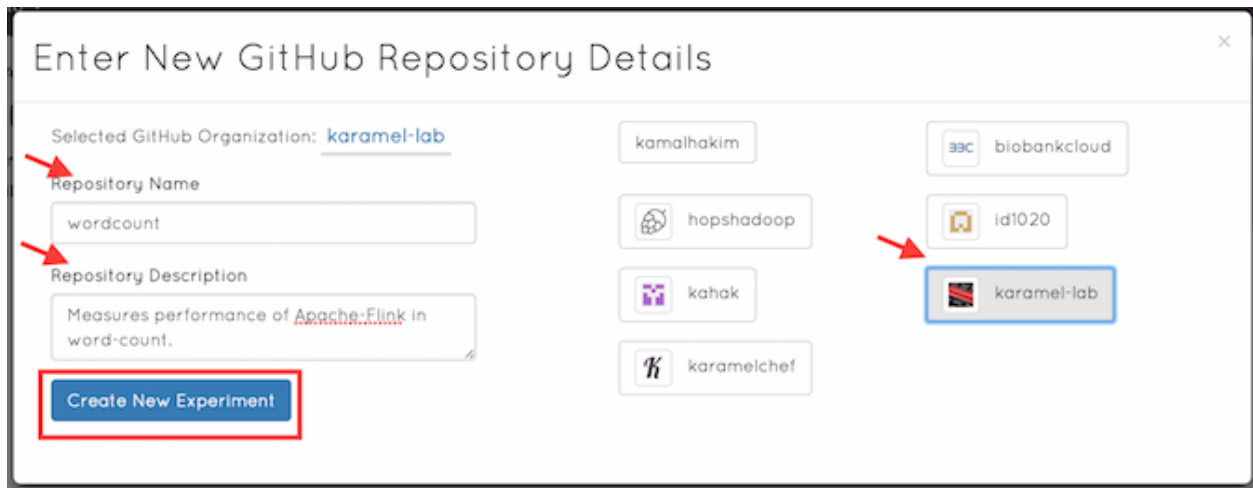 Enter New GitHub Repository Details
×
Selected GitHub Organization: karamel-lab
Repository Name
wordcount
Repository Description
Measures performance of Apache-Flink in
word-count.
Create New Experiment
kamalhakim
hopshadoop
kahak
karamelchef
biobankcloud
id1020
karamel-lab